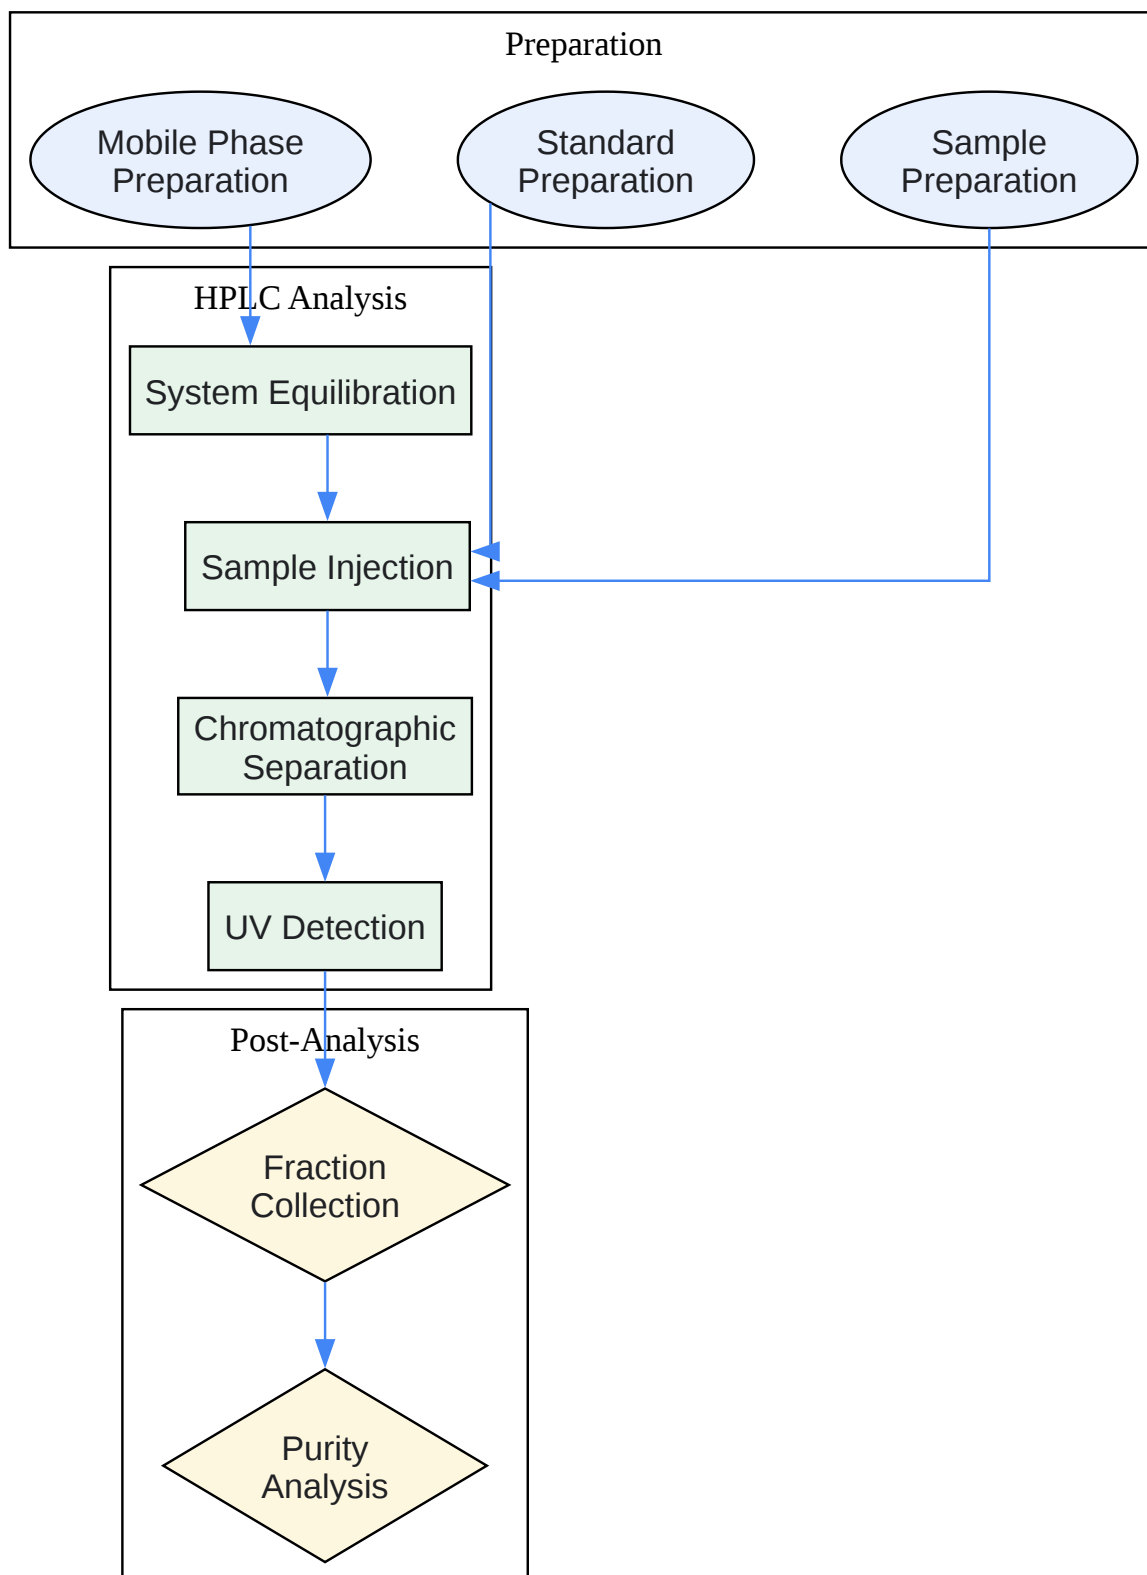 Preparation
Mobile Phase
Preparation
Standard
Preparation
Sample
Preparation
HPLC Analysis
System Equilibration
Sample Injection
Chromatographic
Separation
UV Detection
Post-Analysis
Fraction
Collection
Purity
Analysis